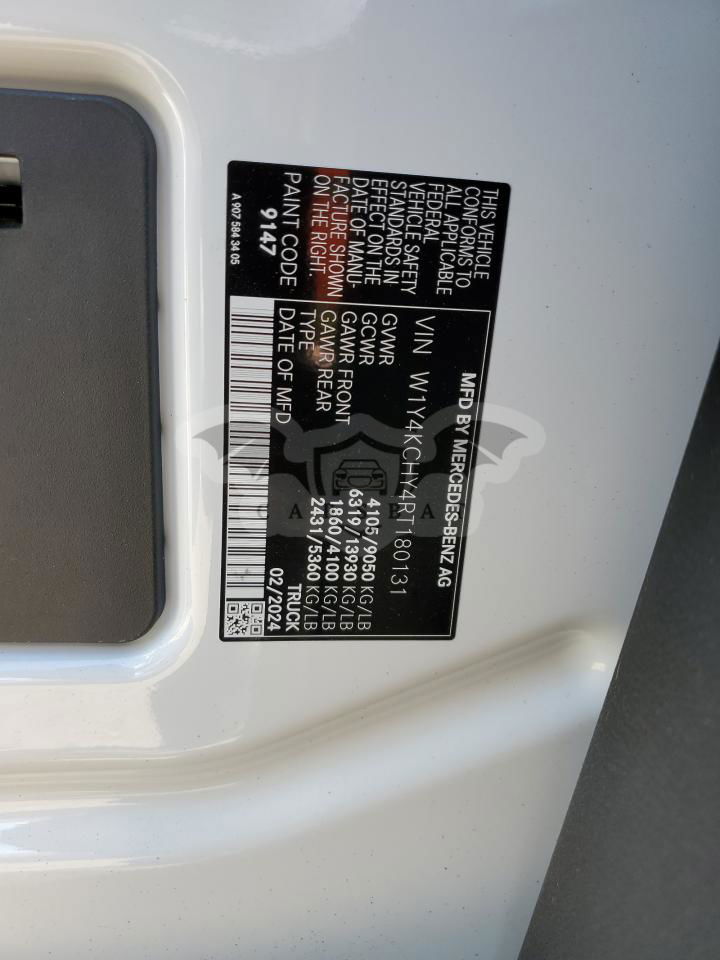 THIS VEHICLE
CONFORMS TO
ALL APPLICABLE
FEDERAL
VEHICLE SAFETY
STANDARDS IN
EFFECT ON THE
DATE OF MANU-
FACTURE SHOWN
ON THE RIGHT.
PAINT CODE
9147
A 907 584 34 05
MFD BY MERCEDES-BENZ AG
VIN W1Y4KCHY4RT180131
GVWR 4105/9050 KG/LB
GCWR 6319/13930 KG/LB
GAWR FRONT 1860/4100 KG/LB
GAWR REAR 2431/5360 KG/LB
TYPE TRUCK
DATE OF MFD 02/2024